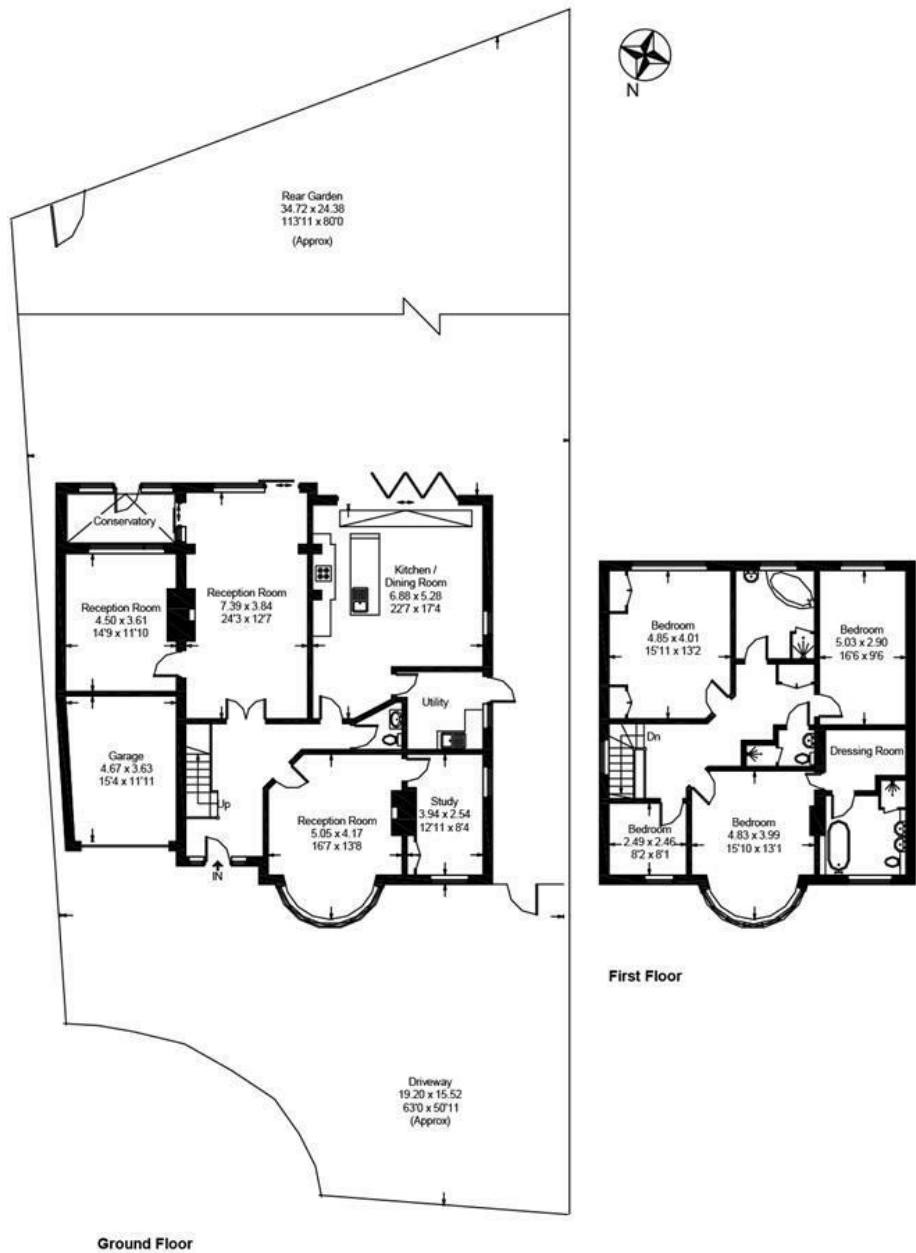 N
Rear Garden
34.72 x 24.38
113'11 x 80'0
(Approx)
Conservatory
Reception Room
4.50 x 3.61
14'9 x 11'10
Reception Room
7.39 x 3.84
24'3 x 12'7
Kitchen /
Dining Room
6.88 x 5.28
22'7 x 17'4
Utility
Garage
4.67 x 3.63
15'4 x 11'11
Up
IN
Reception Room
5.05 x 4.17
16'7 x 13'8
Study
3.94 x 2.54
12'11 x 8'4
Driveway
19.20 x 15.52
63'0 x 50'11
(Approx)
Ground Floor
Bedroom
4.85 x 4.01
15'11 x 13'2
Bedroom
5.03 x 2.90
16'6 x 9'6
Dn
Dressing Room
Bedroom
2.49 x 2.46
8'2 x 8'1
Bedroom
4.83 x 3.99
15'10 x 13'1
First Floor